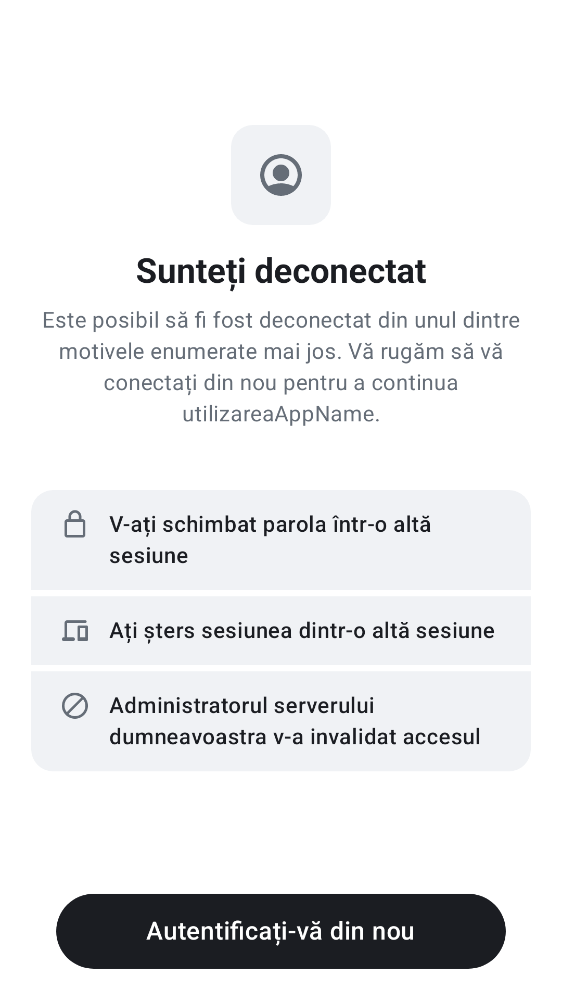 Sunteți deconectat
Este posibil să fi fost deconectat din unul dintre
motivele enumerate mai jos. Vă rugăm să vă
conectați din nou pentru a continua
utilizareaAppName.
V-ați schimbat parola într-o altă
sesiune
Ați șters sesiunea dintr-o altă sesiune
Administratorul serverului
dumneavoastra v-a invalidat accesul
Autentificați-vă din nou